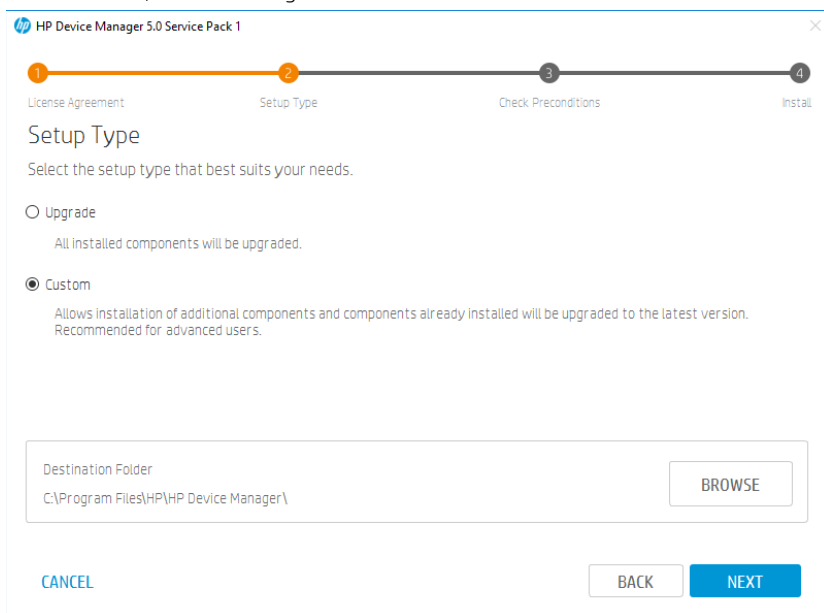 HP Device Manager 5.0 Service Pack 1
1
2
3
4
License Agreement
Setup Type
Check Preconditions
Install
Setup Type
Select the setup type that best suits your needs.
Upgrade
All installed components will be upgraded.
Custom
Allows installation of additional components and components already installed will be upgraded to the latest version.
Recommended for advanced users.
Destination Folder
C:\Program Files\HP\HP Device Manager\
BROWSE
CANCEL
BACK
NEXT